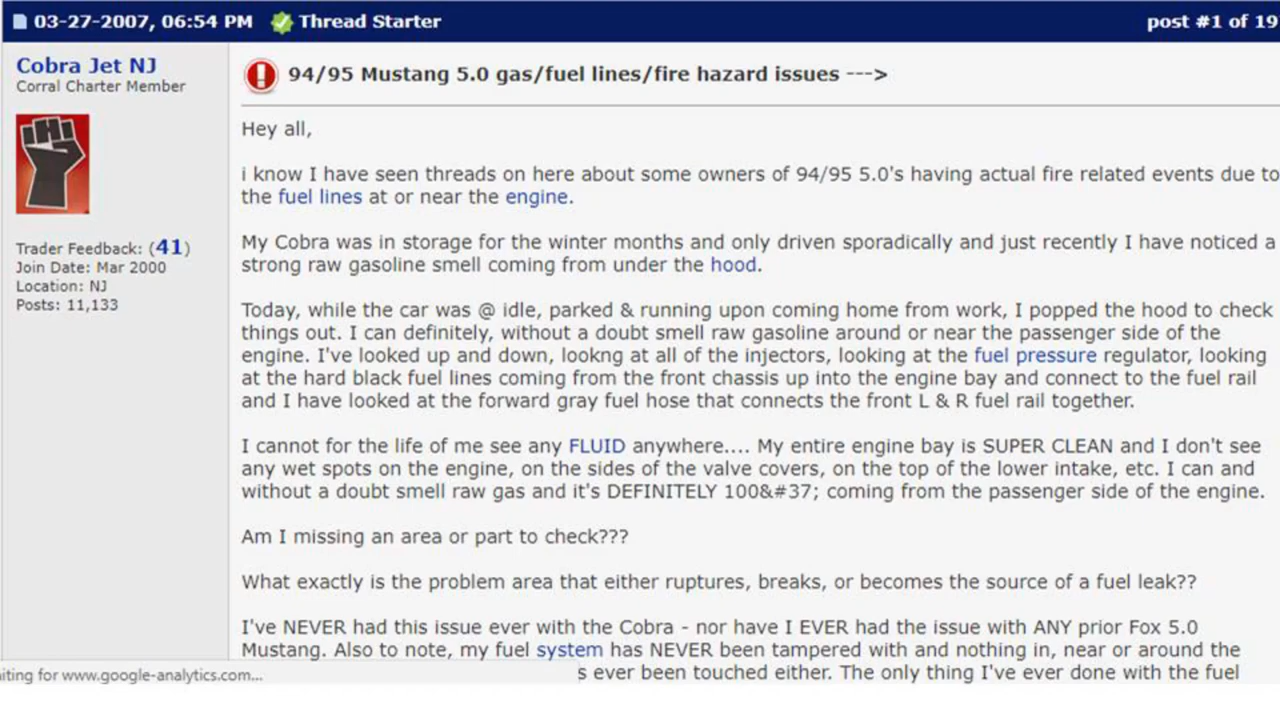 03-27-2007, 06:54 PM Thread Starter post #1 of 19
Cobra Jet NJ
Corral Charter Member
Trader Feedback: (41)
Join Date: Mar 2000
Location: NJ
Posts: 11,133
94/95 Mustang 5.0 gas/fuel lines/fire hazard issues --->
Hey all,
i know I have seen threads on here about some owners of 94/95 5.0's having actual fire related events due to
the fuel lines at or near the engine.
My Cobra was in storage for the winter months and only driven sporadically and just recently I have noticed a
strong raw gasoline smell coming from under the hood.
Today, while the car was @ idle, parked & running upon coming home from work, I popped the hood to check
things out. I can definitely, without a doubt smell raw gasoline around or near the passenger side of the
engine. I've looked up and down, lookng at all of the injectors, looking at the fuel pressure regulator, looking
at the hard black fuel lines coming from the front chassis up into the engine bay and connect to the fuel rail
and I have looked at the forward gray fuel hose that connects the front L & R fuel rail together.
I cannot for the life of me see any FLUID anywhere.... My entire engine bay is SUPER CLEAN and I don't see
any wet spots on the engine, on the sides of the valve covers, on the top of the lower intake, etc. I can and
without a doubt smell raw gas and it's DEFINITELY 100&#37; coming from the passenger side of the engine.
Am I missing an area or part to check???
What exactly is the problem area that either ruptures, breaks, or becomes the source of a fuel leak??
I've NEVER had this issue ever with the Cobra - nor have I EVER had the issue with ANY prior Fox 5.0
Mustang. Also to note, my fuel system has NEVER been tampered with and nothing in, near or around the
s ever been touched either. The only thing I've ever done with the fuel
iting for www.google-analytics.com...